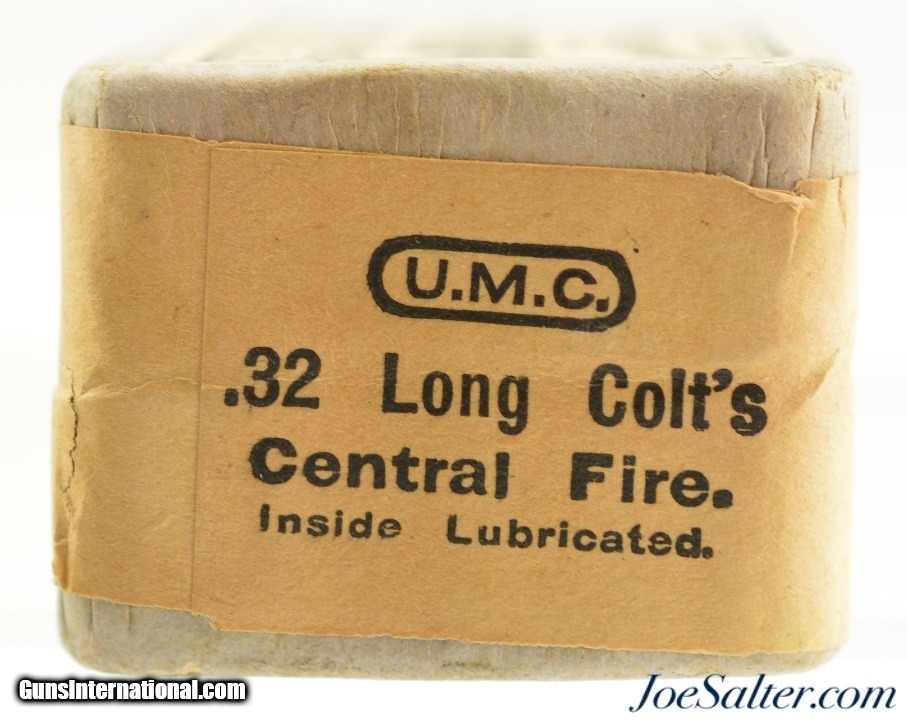 U.M.C.
.32 Long Colt's
Central Fire.
Inside Lubricated.
GunsInternational.com
JoeSalter.com